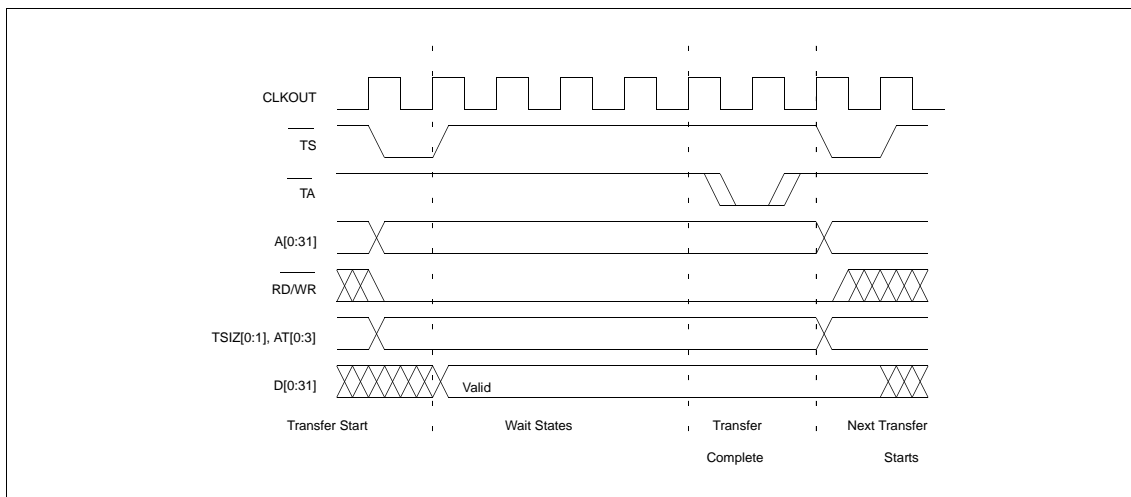 CLKOUT
TS
TA
A[0:31]
RD/WR
TSIZ[0:1], AT[0:3]
D[0:31]
Valid
Transfer Start
Wait States
Transfer
Complete
Next Transfer
Starts